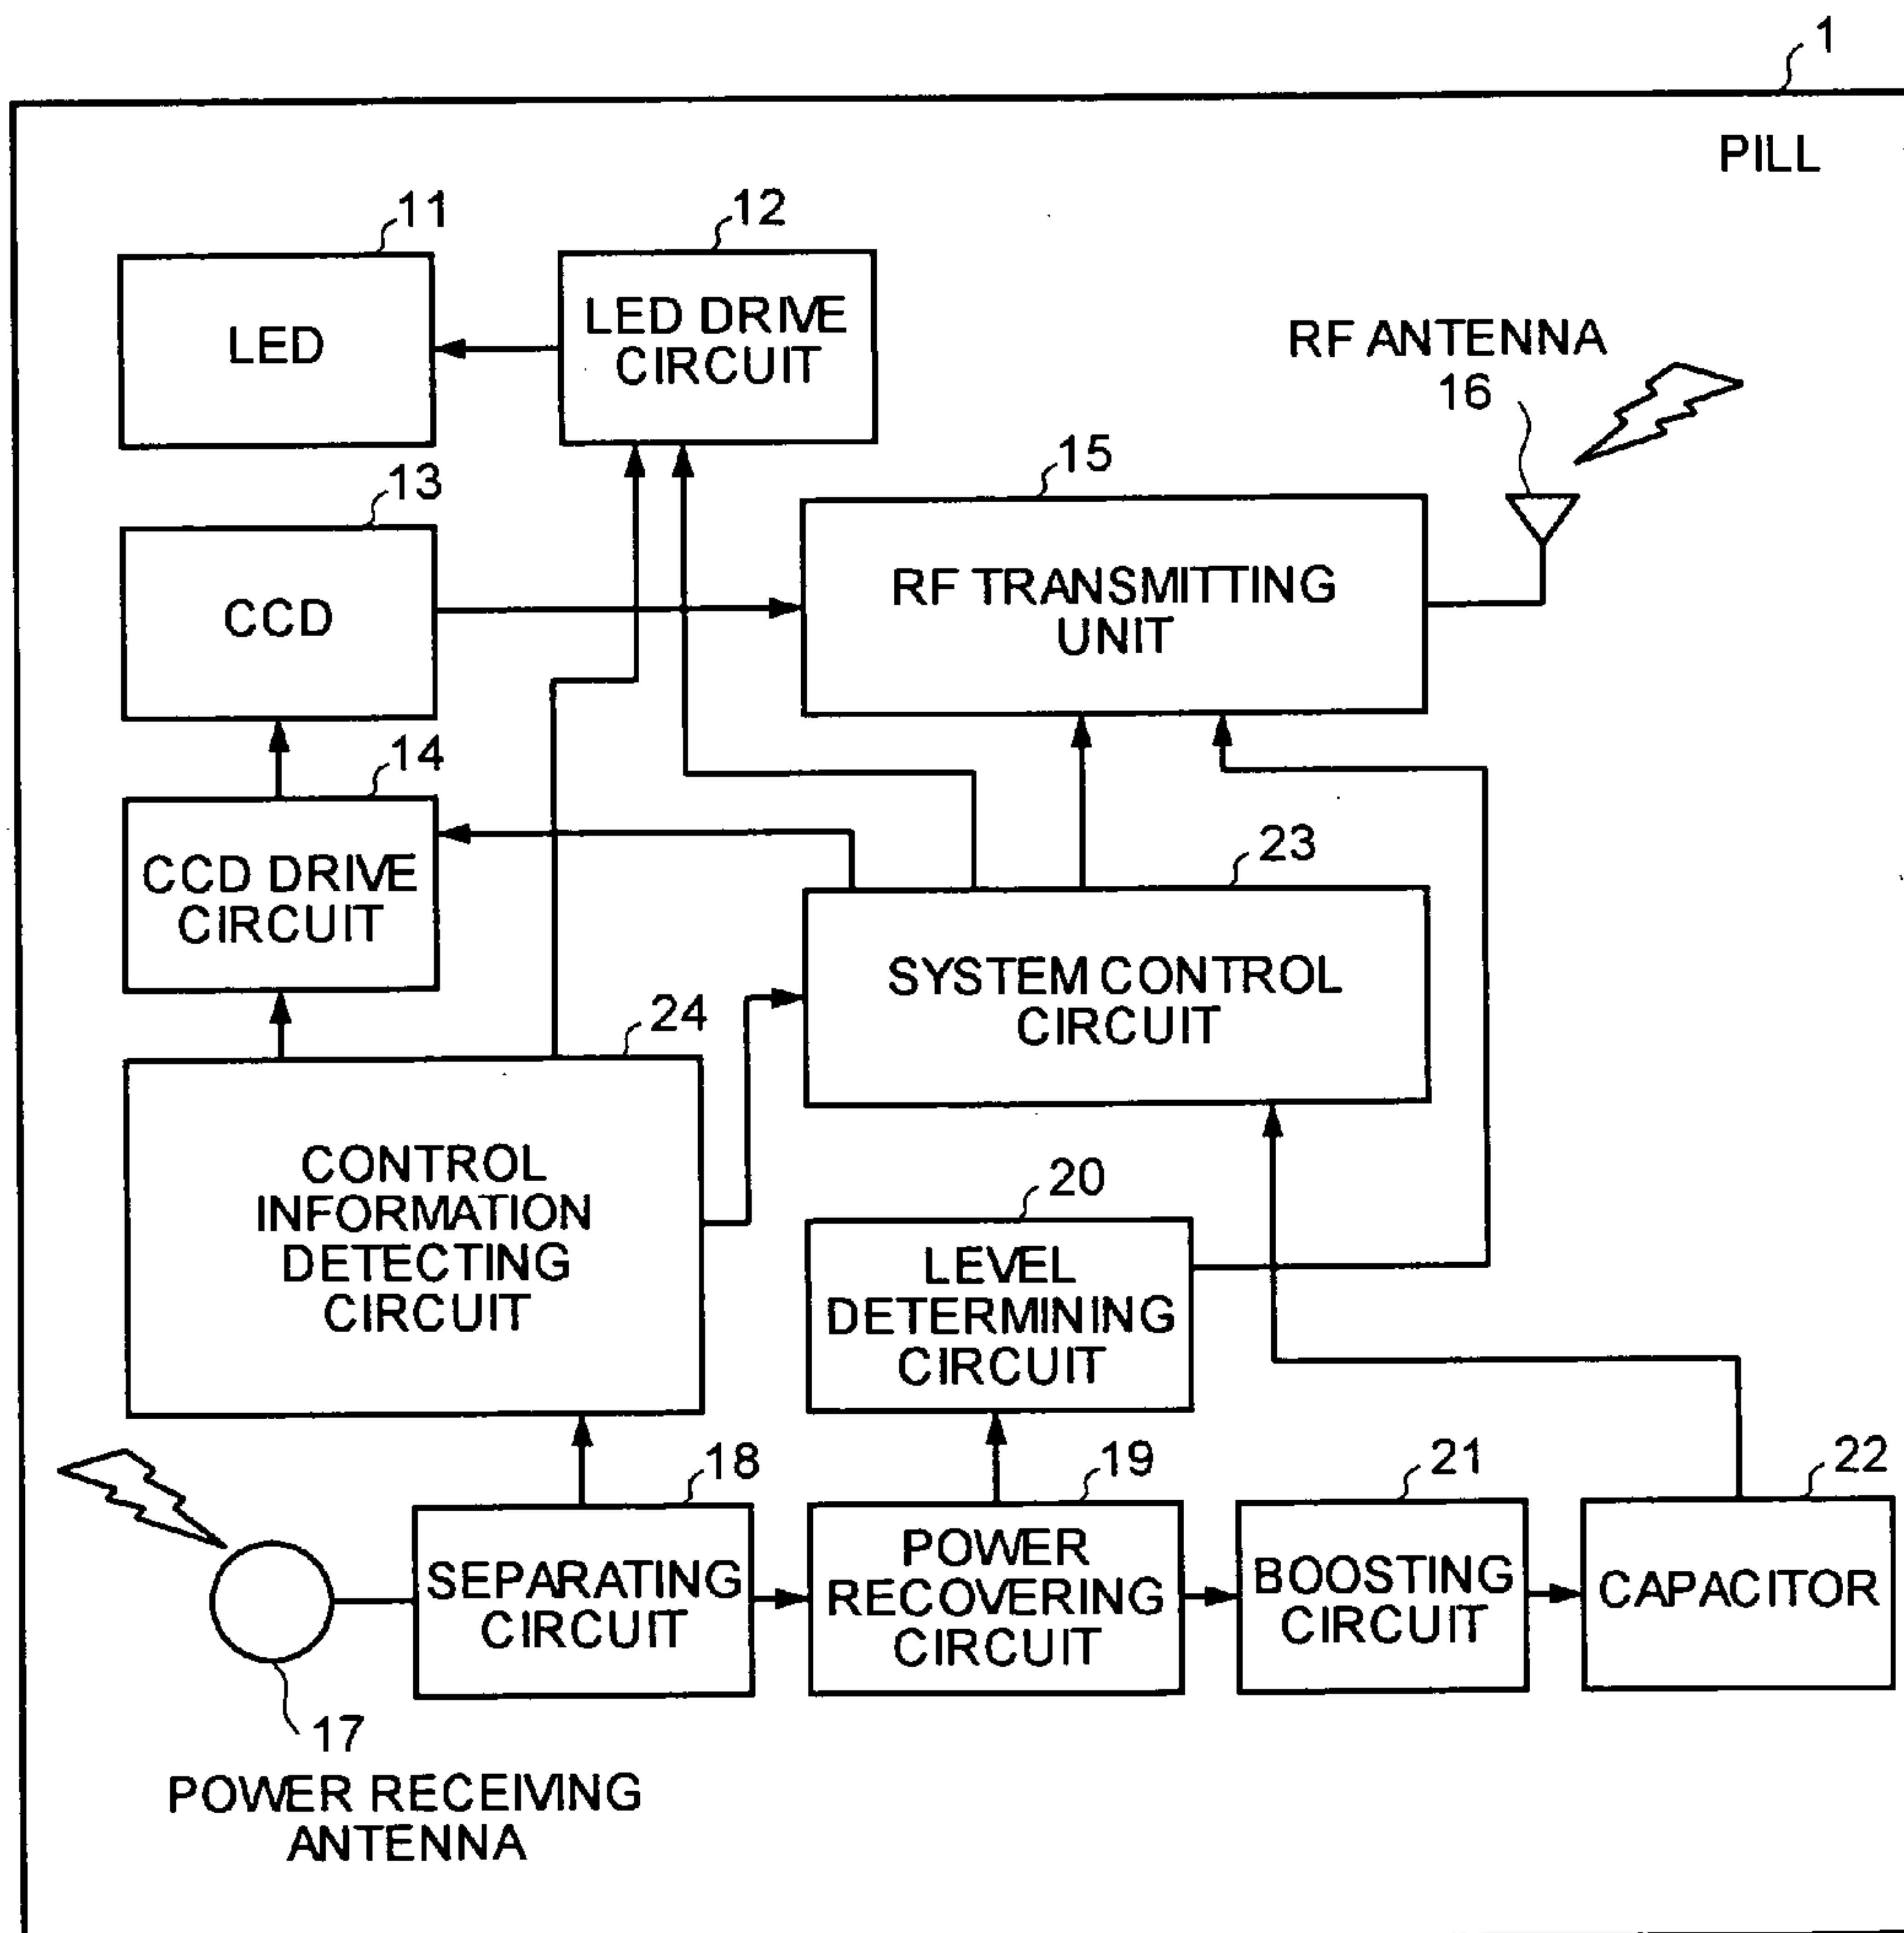 1
PILL
11
12
LED
LED DRIVE
CIRCUIT
RF ANTENNA
16
13
15
CCD
RF TRANSMITTING
UNIT
14
CCD DRIVE
CIRCUIT
23
SYSTEM CONTROL
CIRCUIT
24
CONTROL
INFORMATION
DETECTING
CIRCUIT
20
LEVEL
DETERMINING
CIRCUIT
18
19
21
22
SEPARATING
CIRCUIT
POWER
RECOVERING
CIRCUIT
BOOSTING
CIRCUIT
CAPACITOR
17
POWER RECEIVING
ANTENNA